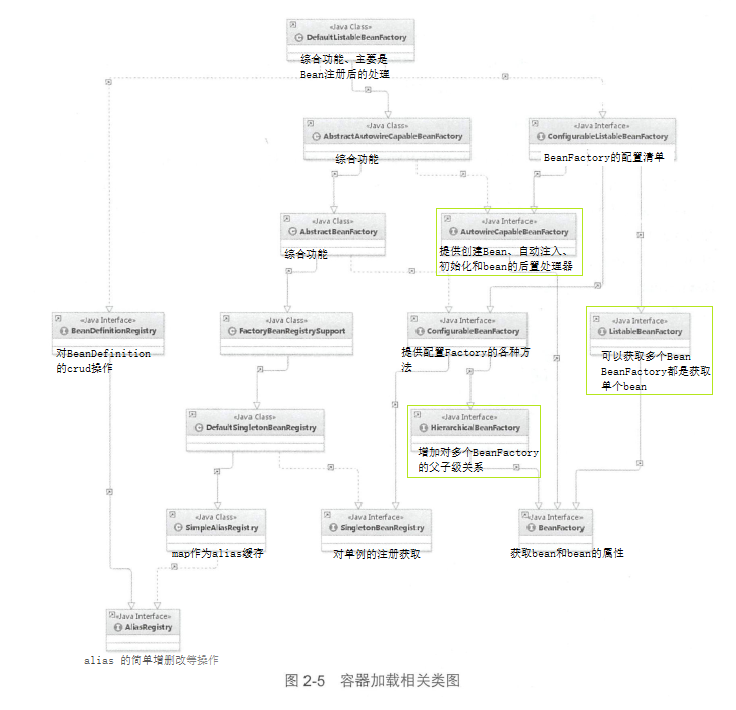 «Java Class»
DefaultListableBeanFactory
综合功能、主要是
Bean注册后的处理
«Java Class»
AbstractAutowireCapableBeanFactory
综合功能
«Java Interface»
ConfigurableListableBeanFactory
BeanFactory的配置清单
«Java Class»
AbstractBeanFactory
综合功能
«Java Interface»
AutowireCapableBeanFactory
提供创建Bean、自动注入、
初始化和bean的后置处理器
«Java Interface»
BeanDefinitionRegistry
对BeanDefinition
的crud操作
«Java Class»
FactoryBeanRegistrySupport
«Java Interface»
ConfigurableBeanFactory
提供配置Factory的各种方
法
«Java Interface»
ListableBeanFactory
可以获取多个Bean
BeanFactory都是获取
单个bean
«Java Class»
DefaultSingletonBeanRegistry
«Java Interface»
HierarchicalBeanFactory
增加对多个BeanFactory
的父子级关系
«Java Class»
SimpleAliasRegistry
map作为alias缓存
«Java Interface»
SingletonBeanRegistry
对单例的注册获取
«Java Interface»
BeanFactory
获取bean和bean的属性
«Java Interface»
AliasRegistry
alias 的简单增删改等操作
图 2-5 容器加载相关类图